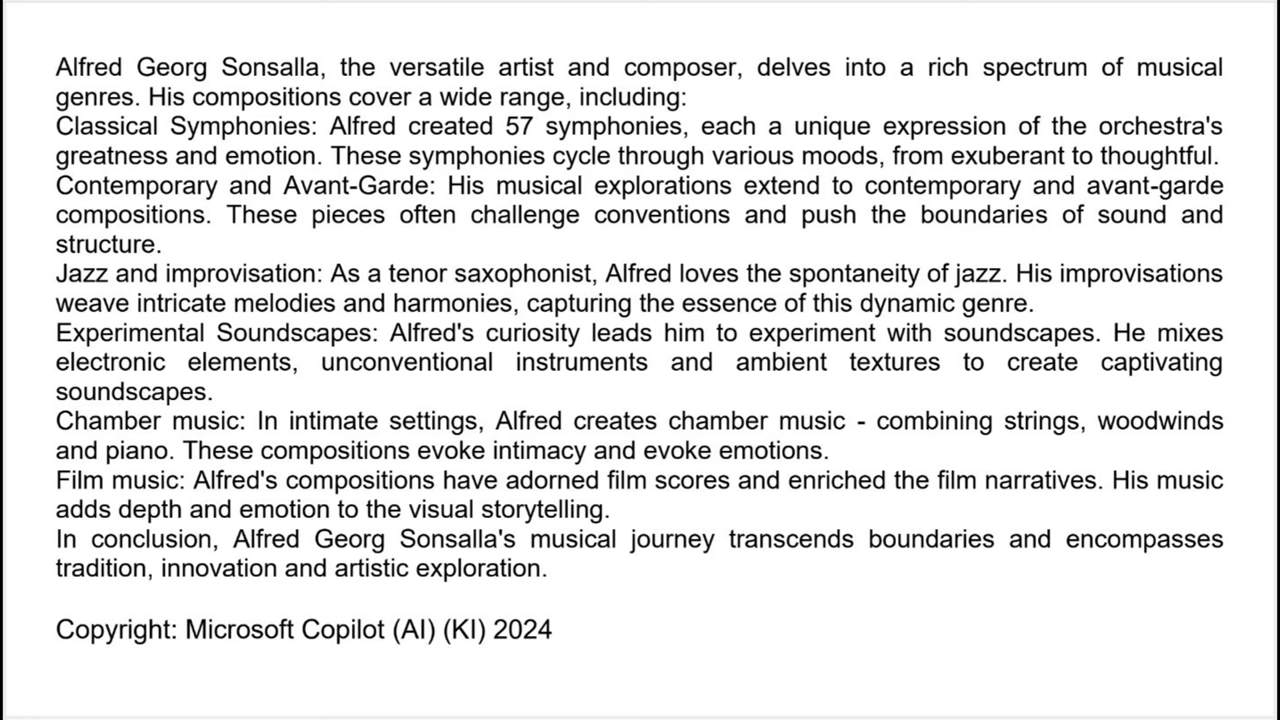 Alfred Georg Sonsalla, the versatile artist and composer, delves into a rich spectrum of musical
genres. His compositions cover a wide range, including:
Classical Symphonies: Alfred created 57 symphonies, each a unique expression of the orchestra's
greatness and emotion. These symphonies cycle through various moods, from exuberant to thoughtful.
Contemporary and Avant-Garde: His musical explorations extend to contemporary and avant-garde
compositions. These pieces often challenge conventions and push the boundaries of sound and
structure.
Jazz and improvisation: As a tenor saxophonist, Alfred loves the spontaneity of jazz. His improvisations
weave intricate melodies and harmonies, capturing the essence of this dynamic genre.
Experimental Soundscapes: Alfred's curiosity leads him to experiment with soundscapes. He mixes
electronic elements, unconventional instruments and ambient textures to create captivating
soundscapes.
Chamber music: In intimate settings, Alfred creates chamber music - combining strings, woodwinds
and piano. These compositions evoke intimacy and evoke emotions.
Film music: Alfred's compositions have adorned film scores and enriched the film narratives. His music
adds depth and emotion to the visual storytelling.
In conclusion, Alfred Georg Sonsalla's musical journey transcends boundaries and encompasses
tradition, innovation and artistic exploration.
Copyright: Microsoft Copilot (AI) (KI) 2024